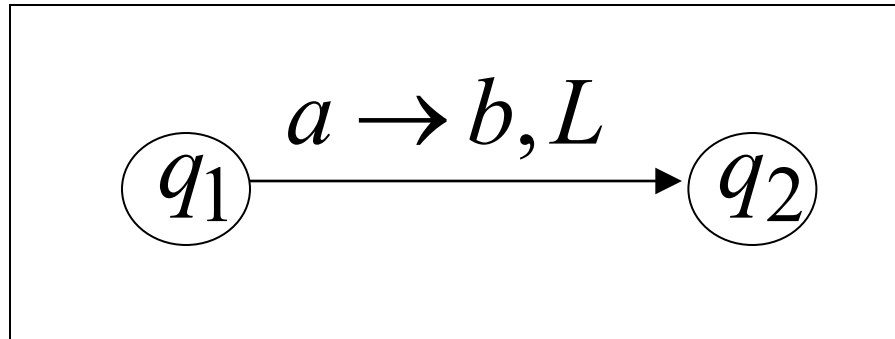 a → b, L
q₁ q₂